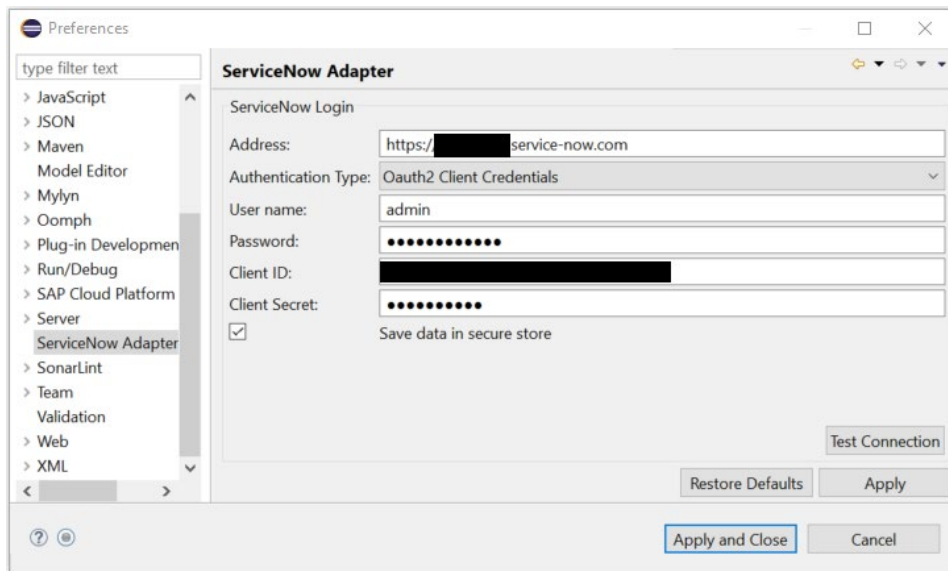 Preferences
type filter text
JavaScript
JSON
Maven
Model Editor
Mylyn
Oomph
Plug-in Developmen
Run/Debug
SAP Cloud Platform
Server
ServiceNow Adapter
SonarLint
Team
Validation
Web
XML
ServiceNow Adapter
ServiceNow Login
Address: https:/ service-now.com
Authentication Type: Oauth2 Client Credentials
User name: admin
Password: ●●●●●●●●●●●●
Client ID:
Client Secret: ●●●●●●●●●●
Save data in secure store
Test Connection
Restore Defaults Apply
Apply and Close Cancel